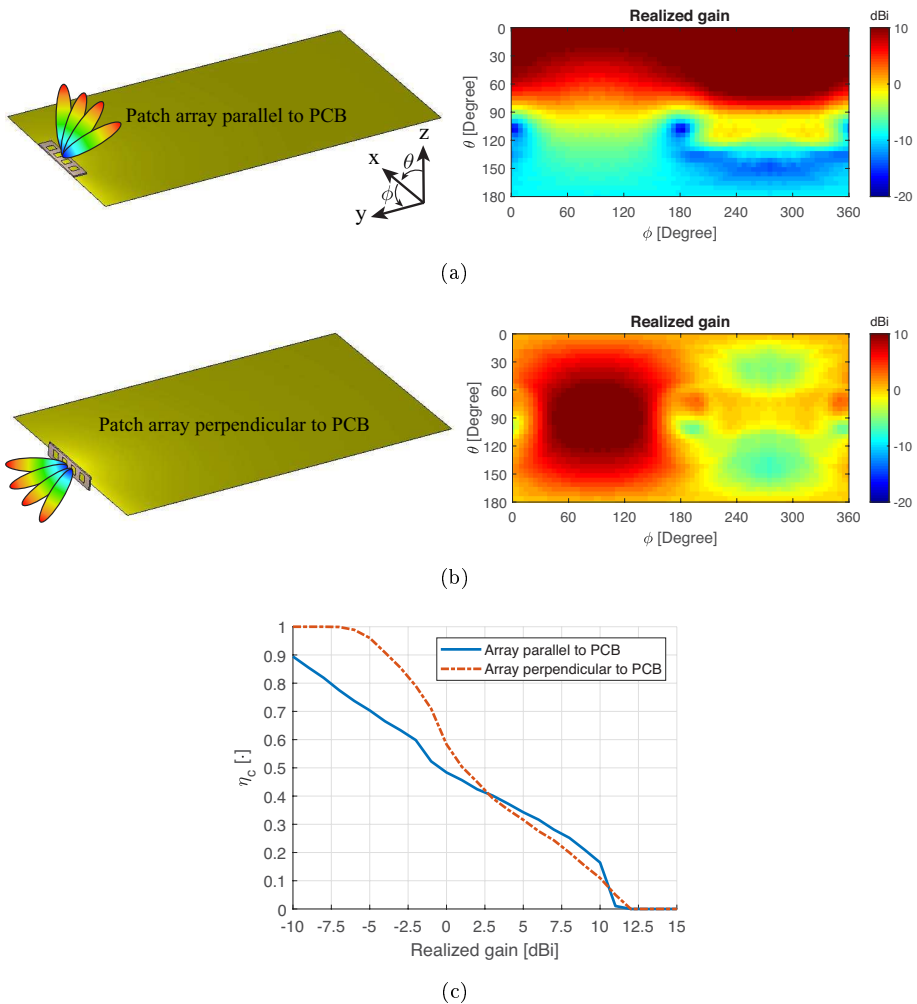 Patch array parallel to PCB
z
x
θ
ϕ
y
Realized gain
dBi
0
30
60
90
120
150
180
θ [Degree]
0 60 120 180 240 300 360
ϕ [Degree]
10
0
-10
-20
(a)
Patch array perpendicular to PCB
Realized gain
dBi
0
30
60
90
120
150
180
θ [Degree]
0 60 120 180 240 300 360
ϕ [Degree]
10
0
-10
-20
(b)
1
0.9
0.8
0.7
0.6
0.5
0.4
0.3
0.2
0.1
0
η_c [·]
Array parallel to PCB
Array perpendicular to PCB
-10 -7.5 -5 -2.5 0 2.5 5 7.5 10 12.5 15
Realized gain [dBi]
(c)